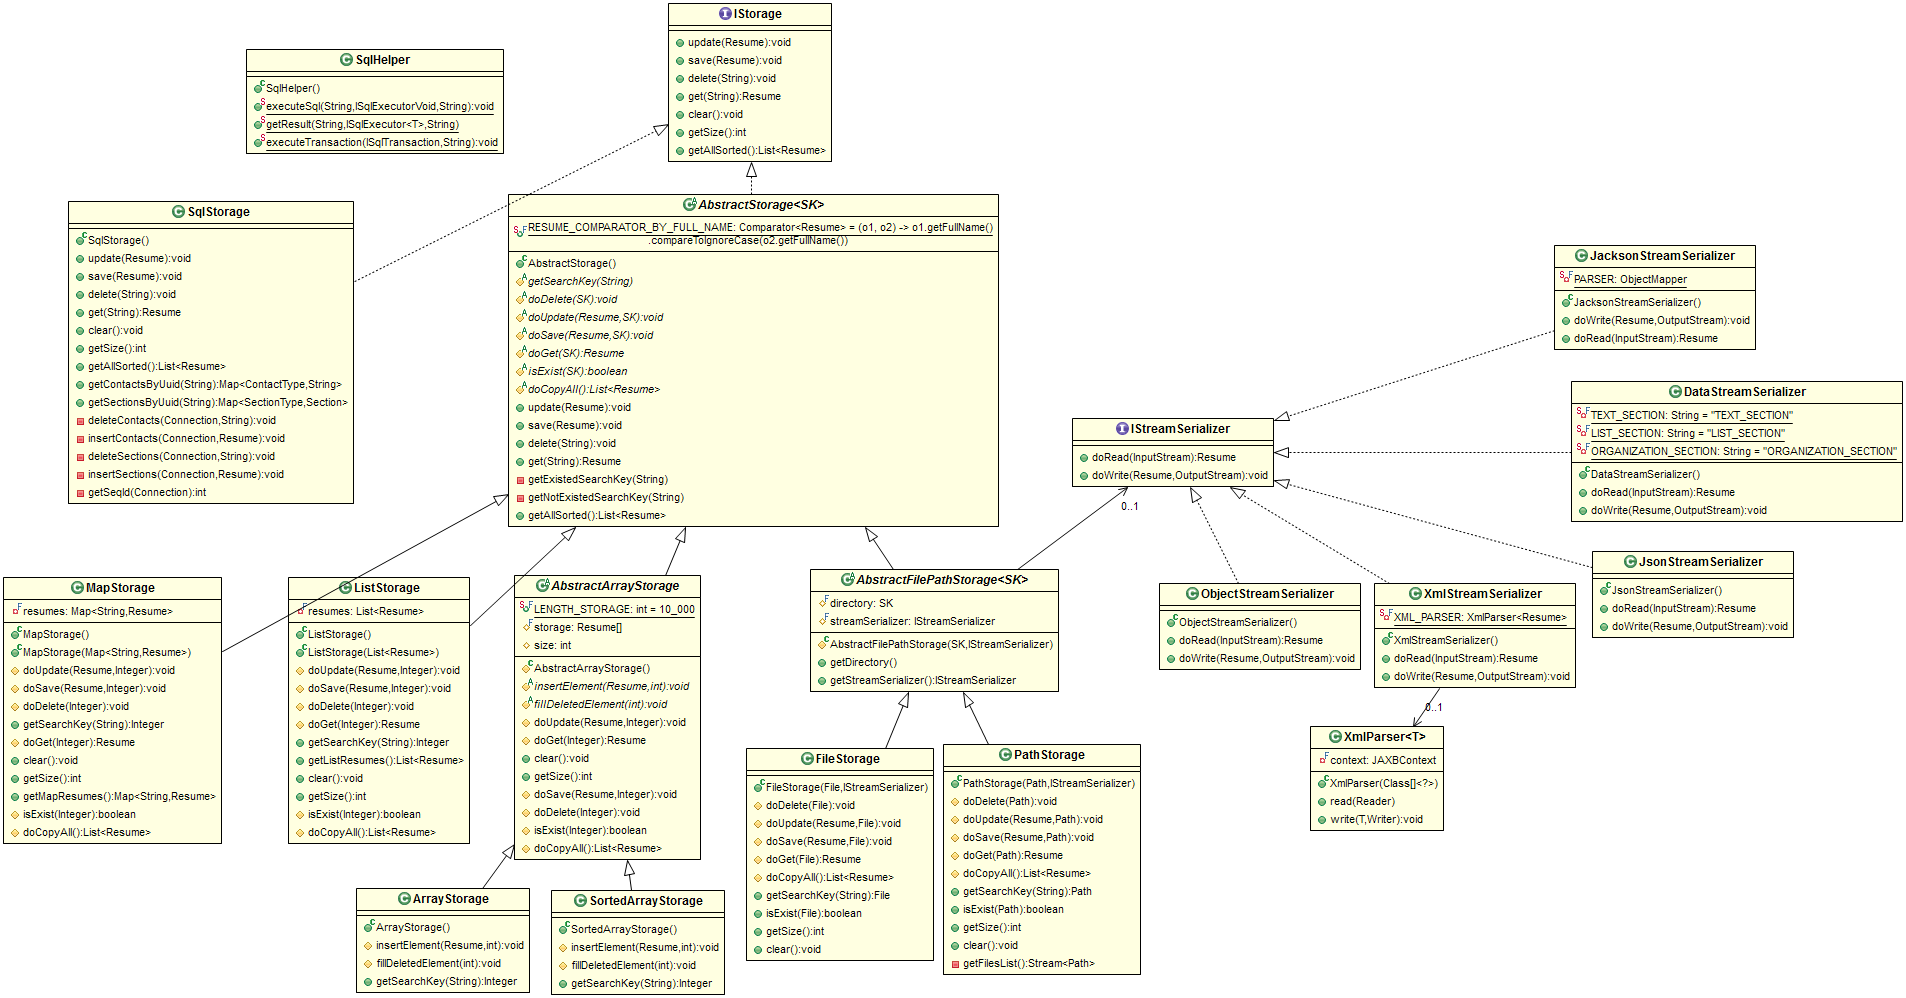 IStorage
update(Resume):void
save(Resume):void
delete(String):void
get(String):Resume
clear():void
getSize():int
getAllSorted():List<Resume>
SqlHelper
SqlHelper()
executeSql(String,ISqlExecutorVoid,String):void
getResult(String,ISqlExecutor<T>,String)
executeTransaction(ISqlTransaction,String):void
SqlStorage
SqlStorage()
update(Resume):void
save(Resume):void
delete(String):void
get(String):Resume
clear():void
getSize():int
getAllSorted():List<Resume>
getContactsByUuid(String):Map<ContactType,String>
getSectionsByUuid(String):Map<SectionType,Section>
deleteContacts(Connection,String):void
insertContacts(Connection,Resume):void
deleteSections(Connection,String):void
insertSections(Connection,Resume):void
getSeqId(Connection):int
AbstractStorage<SK>
RESUME_COMPARATOR_BY_FULL_NAME: Comparator<Resume> = (o1, o2) -> o1.getFullName()
.compareToIgnoreCase(o2.getFullName())
AbstractStorage()
getSearchKey(String)
doDelete(SK):void
doUpdate(Resume,SK):void
doSave(Resume,SK):void
doGet(SK):Resume
isExist(SK):boolean
doCopyAll():List<Resume>
update(Resume):void
save(Resume):void
delete(String):void
get(String):Resume
getExistedSearchKey(String)
getNotExistedSearchKey(String)
getAllSorted():List<Resume>
JacksonStreamSerializer
PARSER: ObjectMapper
JacksonStreamSerializer()
doWrite(Resume,OutputStream):void
doRead(InputStream):Resume
DataStreamSerializer
TEXT_SECTION: String = "TEXT_SECTION"
LIST_SECTION: String = "LIST_SECTION"
ORGANIZATION_SECTION: String = "ORGANIZATION_SECTION"
DataStreamSerializer()
doRead(InputStream):Resume
doWrite(Resume,OutputStream):void
IStreamSerializer
doRead(InputStream):Resume
doWrite(Resume,OutputStream):void
0..1
JsonStreamSerializer
JsonStreamSerializer()
doRead(InputStream):Resume
doWrite(Resume,OutputStream):void
MapStorage
resumes: Map<String,Resume>
MapStorage()
MapStorage(Map<String,Resume>)
doUpdate(Resume,Integer):void
doSave(Resume,Integer):void
doDelete(Integer):void
getSearchKey(String):Integer
doGet(Integer):Resume
clear():void
getSize():int
getMapResumes():Map<String,Resume>
isExist(Integer):boolean
doCopyAll():List<Resume>
ListStorage
resumes: List<Resume>
ListStorage()
ListStorage(List<Resume>)
doUpdate(Resume,Integer):void
doSave(Resume,Integer):void
doDelete(Integer):void
doGet(Integer):Resume
getSearchKey(String):Integer
getListResumes():List<Resume>
clear():void
getSize():int
isExist(Integer):boolean
doCopyAll():List<Resume>
AbstractArrayStorage
LENGTH_STORAGE: int = 10_000
storage: Resume[]
size: int
AbstractArrayStorage()
insertElement(Resume,int):void
fillDeletedElement(int):void
doUpdate(Resume,Integer):void
doGet(Integer):Resume
clear():void
getSize():int
doSave(Resume,Integer):void
doDelete(Integer):void
isExist(Integer):boolean
doCopyAll():List<Resume>
AbstractFilePathStorage<SK>
directory: SK
streamSerializer: IStreamSerializer
AbstractFilePathStorage(SK,IStreamSerializer)
getDirectory()
getStreamSerializer():IStreamSerializer
ObjectStreamSerializer
ObjectStreamSerializer()
doRead(InputStream):Resume
doWrite(Resume,OutputStream):void
XmlStreamSerializer
XML_PARSER: XmlParser<Resume>
XmlStreamSerializer()
doRead(InputStream):Resume
doWrite(Resume,OutputStream):void
0..1
XmlParser<T>
context: JAXBContext
XmlParser(Class[]<?>)
read(Reader)
write(T,Writer):void
FileStorage
FileStorage(File,IStreamSerializer)
doDelete(File):void
doUpdate(Resume,File):void
doSave(Resume,File):void
doGet(File):Resume
doCopyAll():List<Resume>
getSearchKey(String):File
isExist(File):boolean
getSize():int
clear():void
PathStorage
PathStorage(Path,IStreamSerializer)
doDelete(Path):void
doUpdate(Resume,Path):void
doSave(Resume,Path):void
doGet(Path):Resume
doCopyAll():List<Resume>
getSearchKey(String):Path
isExist(Path):boolean
getSize():int
clear():void
getFilesList():Stream<Path>
ArrayStorage
ArrayStorage()
insertElement(Resume,int):void
fillDeletedElement(int):void
getSearchKey(String):Integer
SortedArrayStorage
SortedArrayStorage()
insertElement(Resume,int):void
fillDeletedElement(int):void
getSearchKey(String):Integer